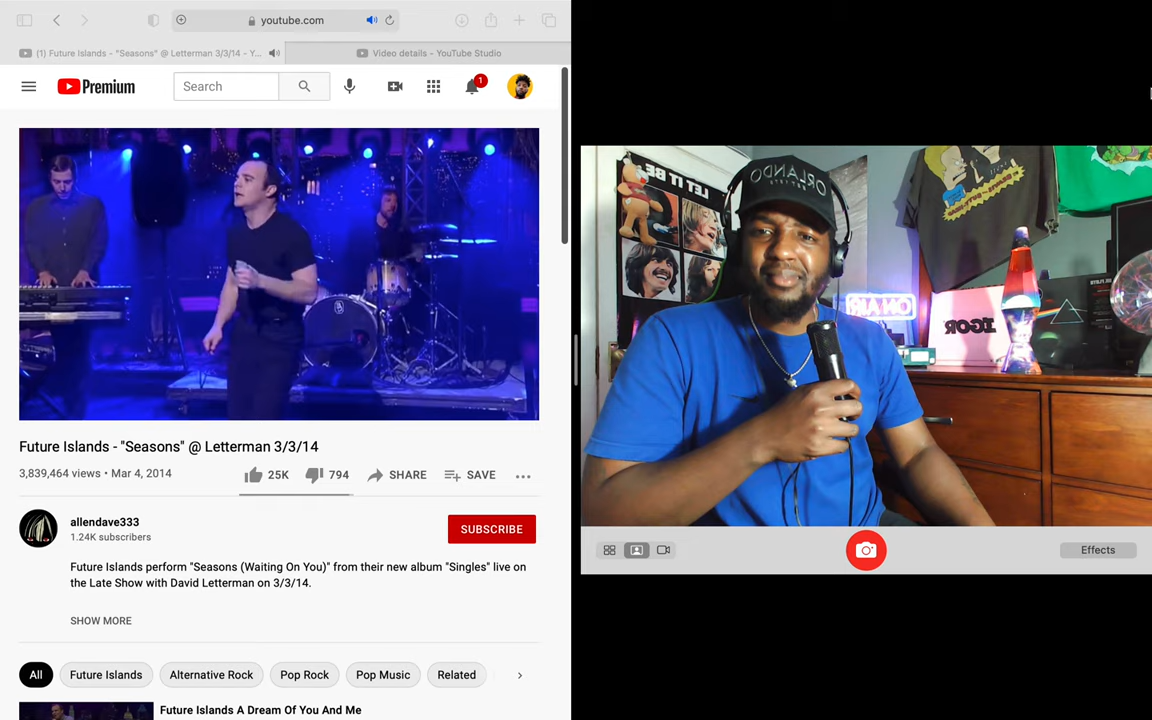 youtube.com
(1) Future Islands - "Seasons" @ Letterman 3/3/14 - Y...
Video details - YouTube Studio
Premium
Search
1
Future Islands - "Seasons" @ Letterman 3/3/14
3,839,464 views • Mar 4, 2014
25K
794
SHARE
SAVE
allendave333
1.24K subscribers
SUBSCRIBE
Future Islands perform "Seasons (Waiting On You)" from their new album "Singles" live on
the Late Show with David Letterman on 3/3/14.
SHOW MORE
All
Future Islands
Alternative Rock
Pop Rock
Pop Music
Related
Future Islands A Dream Of You And Me
LET IT BE
ORLANDO
ON AIR
IGOR
Effects